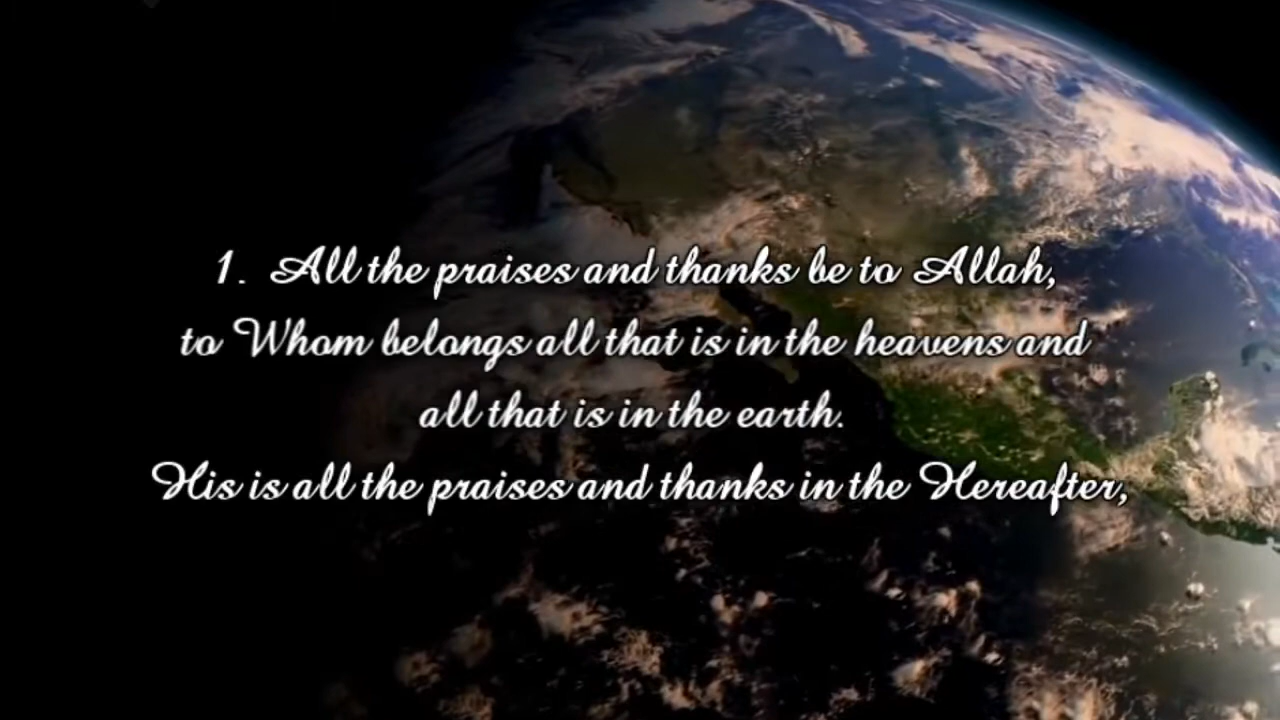 1. All the praises and thanks be to Allah,
to Whom belongs all that is in the heavens and
all that is in the earth.
His is all the praises and thanks in the Hereafter,